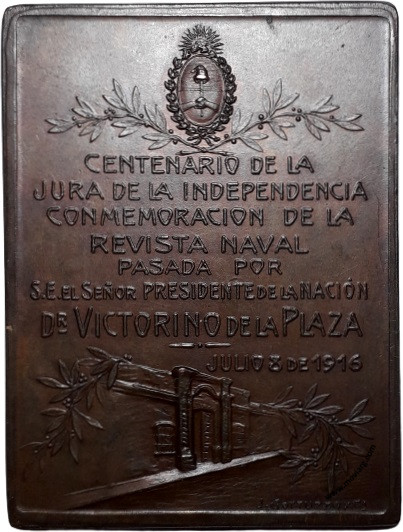 CENTENARIO DE LA
JURA DE LA INDEPENDENCIA
CONMEMORACION DE LA
REVISTA NAVAL
PASADA POR
S.E. EL SEÑOR PRESIDENTE DE LA NACIÓN
DR VICTORINO DE LA PLAZA
JULIO 8 DE 1916